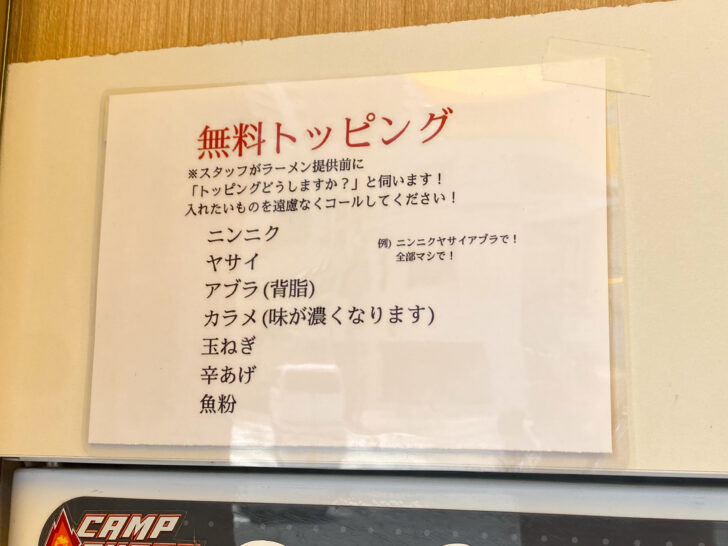 無料トッピング
※スタッフがラーメン提供前に
「トッピングどうしますか？」と伺います！
入れたいものを遠慮なくコールしてください！
ニンニク
ヤサイ
アブラ(背脂)
カラメ(味が濃くなります)
玉ねぎ
辛あげ
魚粉
例) ニンニクヤサイアブラで！
全部マシで！
CAMP